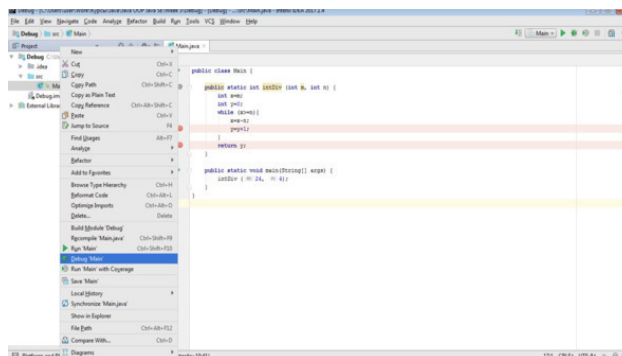 File Edit View Navigate Code Analyze Refactor Build Run Tools VCS Window Help
Debug src Main
Main
Project
Main.java
Debug
.idea
src
External Librar
New
Cut Ctrl+X
Copy Ctrl+C
Copy Path Ctrl+Shift+C
Copy as Plain Text
Copy Reference Ctrl+Alt+Shift+C
Paste Ctrl+V
Jump to Source F4
Find Usages Alt+F7
Analyze
Refactor
Add to Favorites
Browse Type Hierarchy Ctrl+H
Reformat Code Ctrl+Alt+L
Optimize Imports Ctrl+Alt+O
Delete... Delete
Build Module 'Debug'
Recompile 'Main.java' Ctrl+Shift+F9
Run 'Main' Ctrl+Shift+F10
Debug 'Main'
Run 'Main' with Coverage
Save 'Main'
Local History
Synchronize 'Main.java'
Show in Explorer
File Path Ctrl+Alt+F12
Compare With... Ctrl+D
Diagrams
public class Main {
public static int intDiv (int m, int n) {
int x=m;
int y=0;
while (x>=n){
x=x-n;
y=y+1;
}
return y;
}
public static void main(String[] args) {
intDiv ( m: 24, n: 4);
}
}